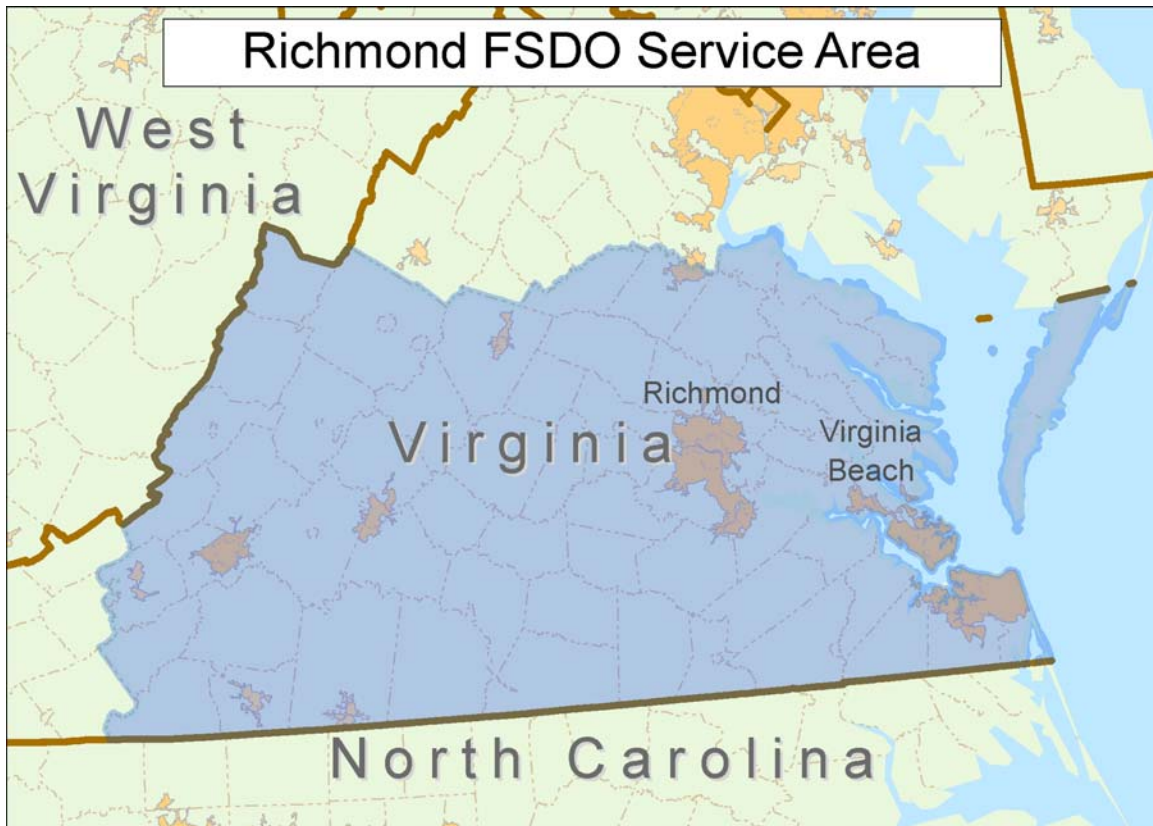 Richmond FSDO Service Area
West
Virginia
Richmond
Virginia
Virginia
Beach
North Carolina